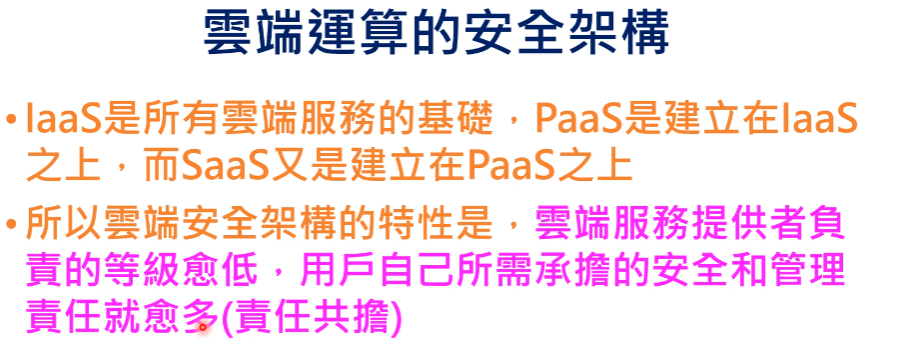 雲端運算的安全架構
•IaaS是所有雲端服務的基礎，PaaS是建立在IaaS
之上，而SaaS又是建立在PaaS之上
•所以雲端安全架構的特性是，雲端服務提供者負
責的等級愈低，用戶自己所需承擔的安全和管理
責任就愈多(責任共擔)